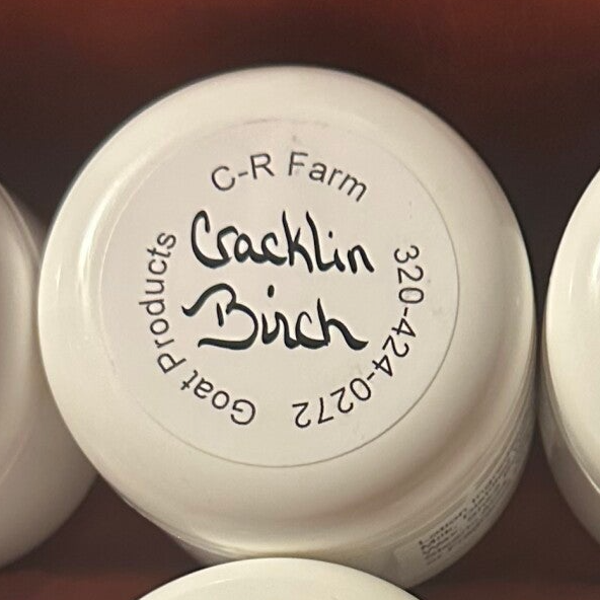 C-R Farm
Cracklin
Birch
320-424-0272
Goat Products